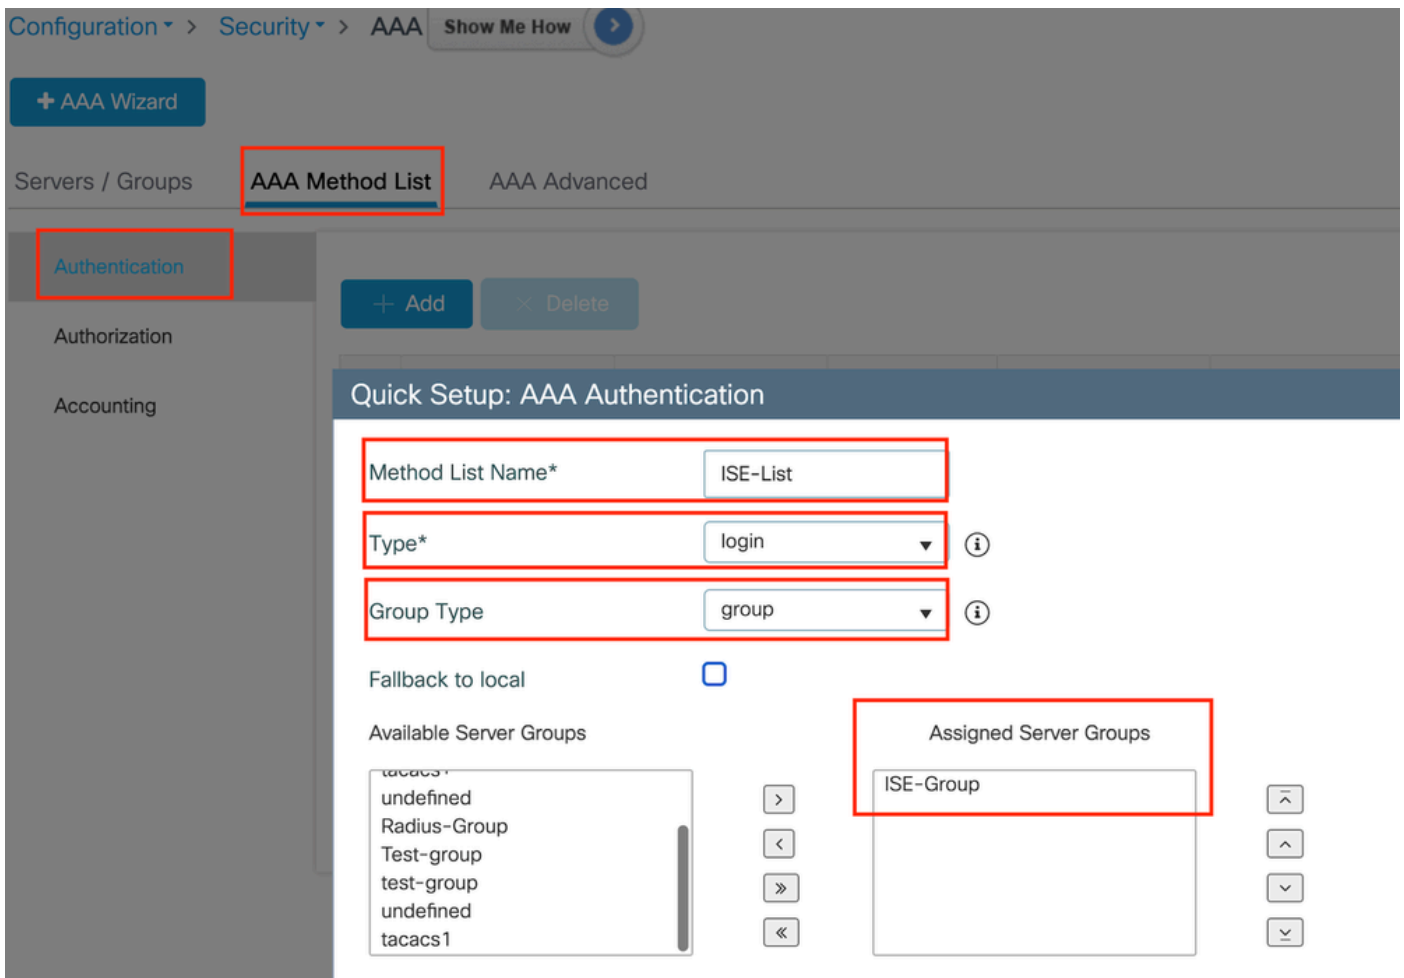 Configuration > Security > AAA Show Me How
+ AAA Wizard
Servers / Groups AAA Method List AAA Advanced
Authentication
Authorization
Accounting
+ Add × Delete
Quick Setup: AAA Authentication
Method List Name* ISE-List
Type* login
Group Type group
Fallback to local
Available Server Groups Assigned Server Groups
tacacs+
undefined
Radius-Group
Test-group
test-group
undefined
tacacs1
ISE-Group